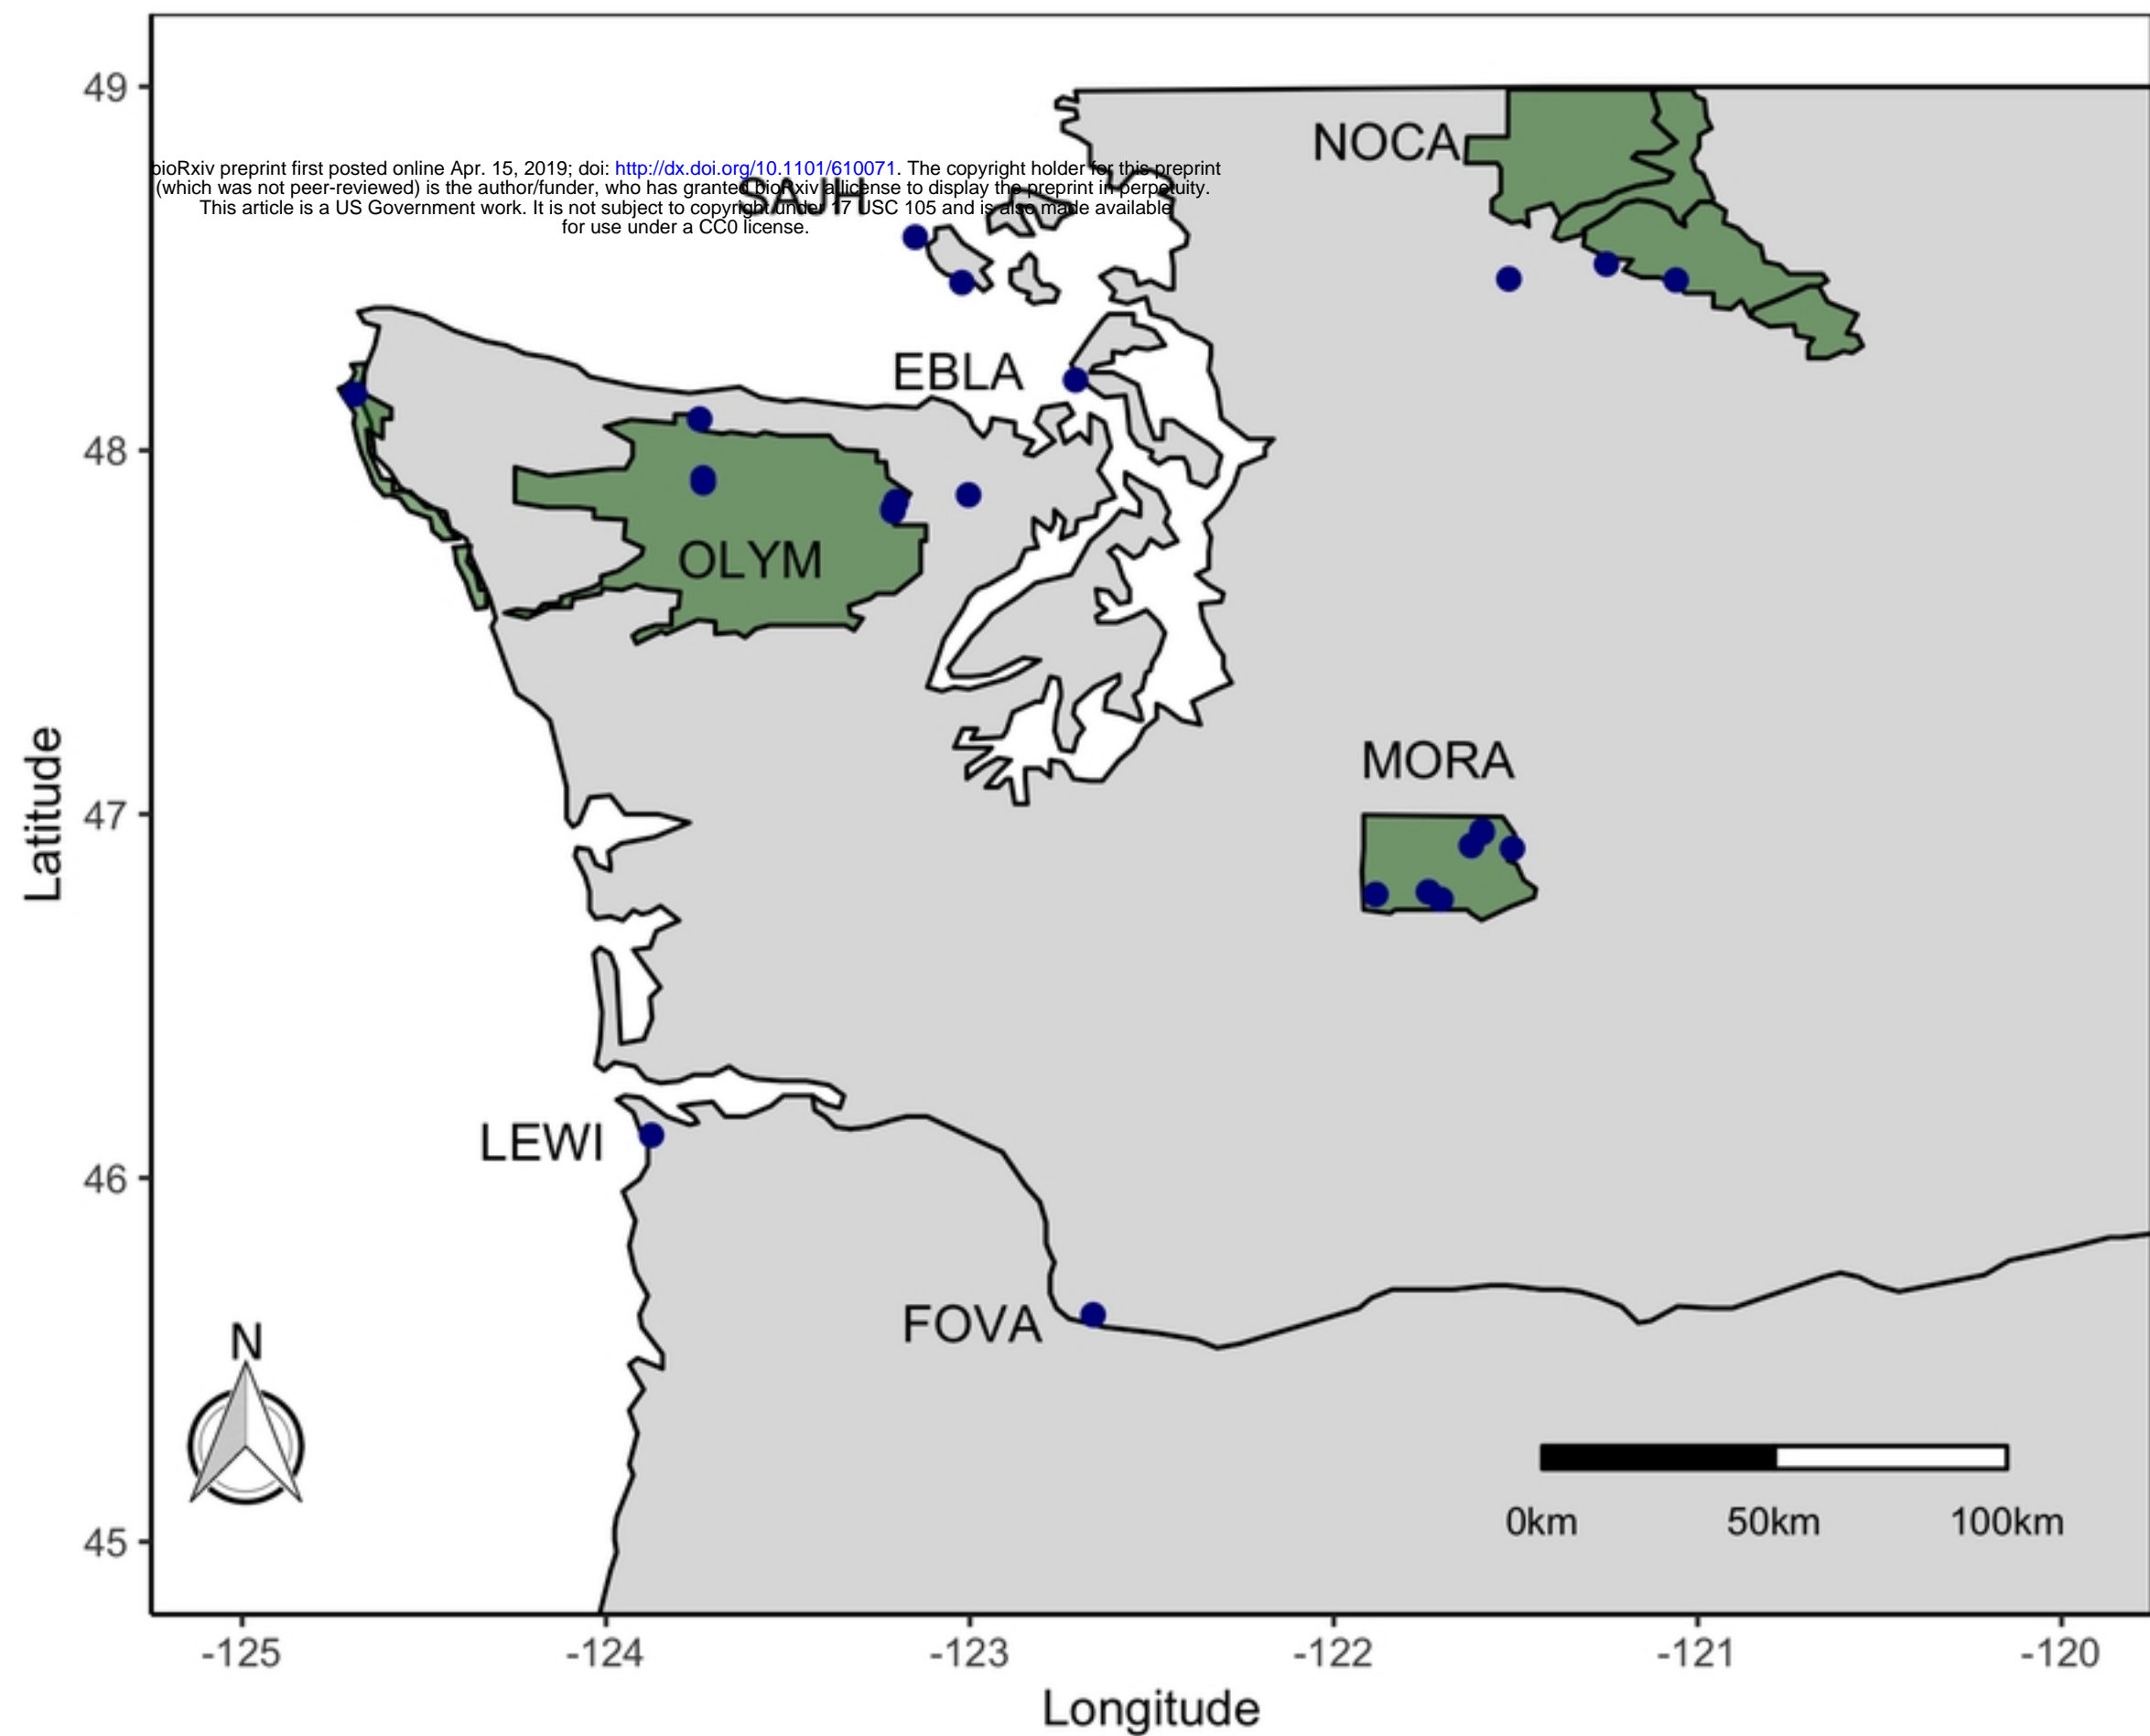 49
NOCA
bioRxiv preprint first posted online Apr. 15, 2019; doi: http://dx.doi.org/10.1101/610071. The copyright holder for this preprint
(which was not peer-reviewed) is the author/funder, who has granted bioRxiv a license to display the preprint in perpetuity.
SAJH
This article is a US Government work. It is not subject to copyright under 17 USC 105 and is also made available
for use under a CC0 license.
EBLA
48
OLYM
MORA
Latitude
47
LEWI
46
FOVA
N
0km 50km 100km
45
-125 -124 -123 -122 -121 -120
Longitude